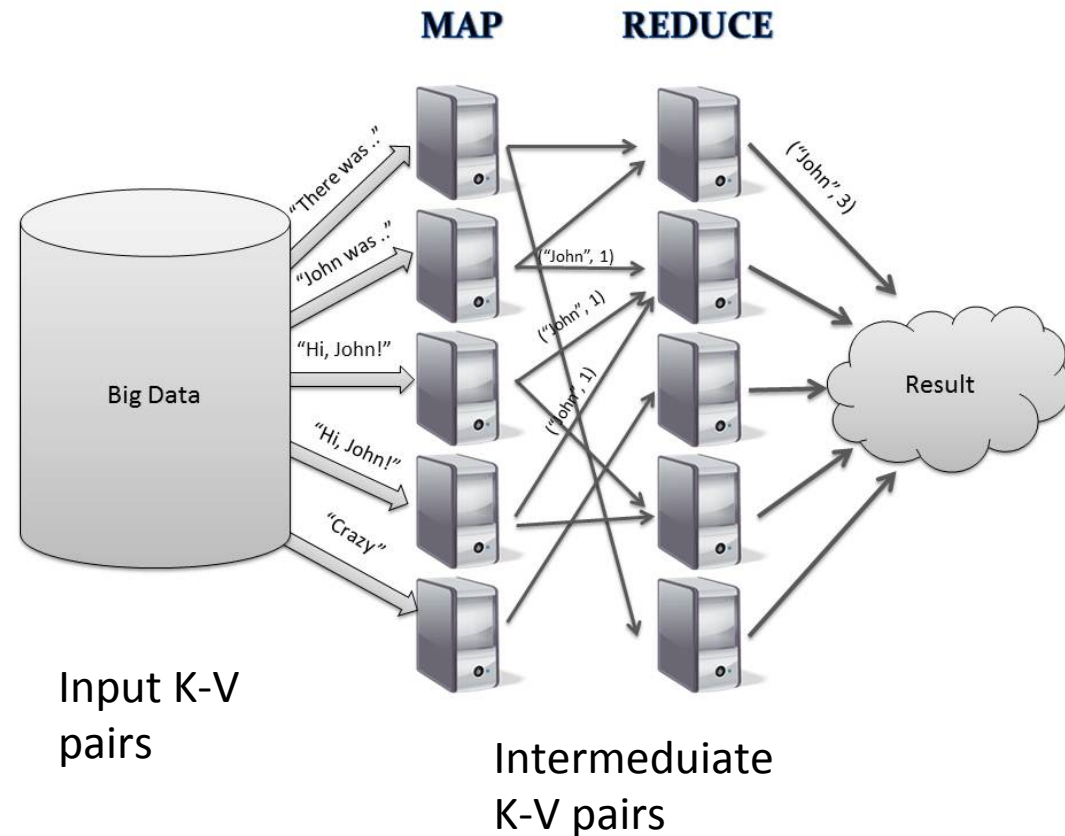 MAP
REDUCE
“There was ..”
“John was ..”
“Hi, John!”
“Hi, John!”
“Crazy”
Big Data
(“John”, 1)
(“John”, 1)
(“John”, 1)
(“John”, 3)
Result
Input K-V
pairs
Intermeduiate
K-V pairs